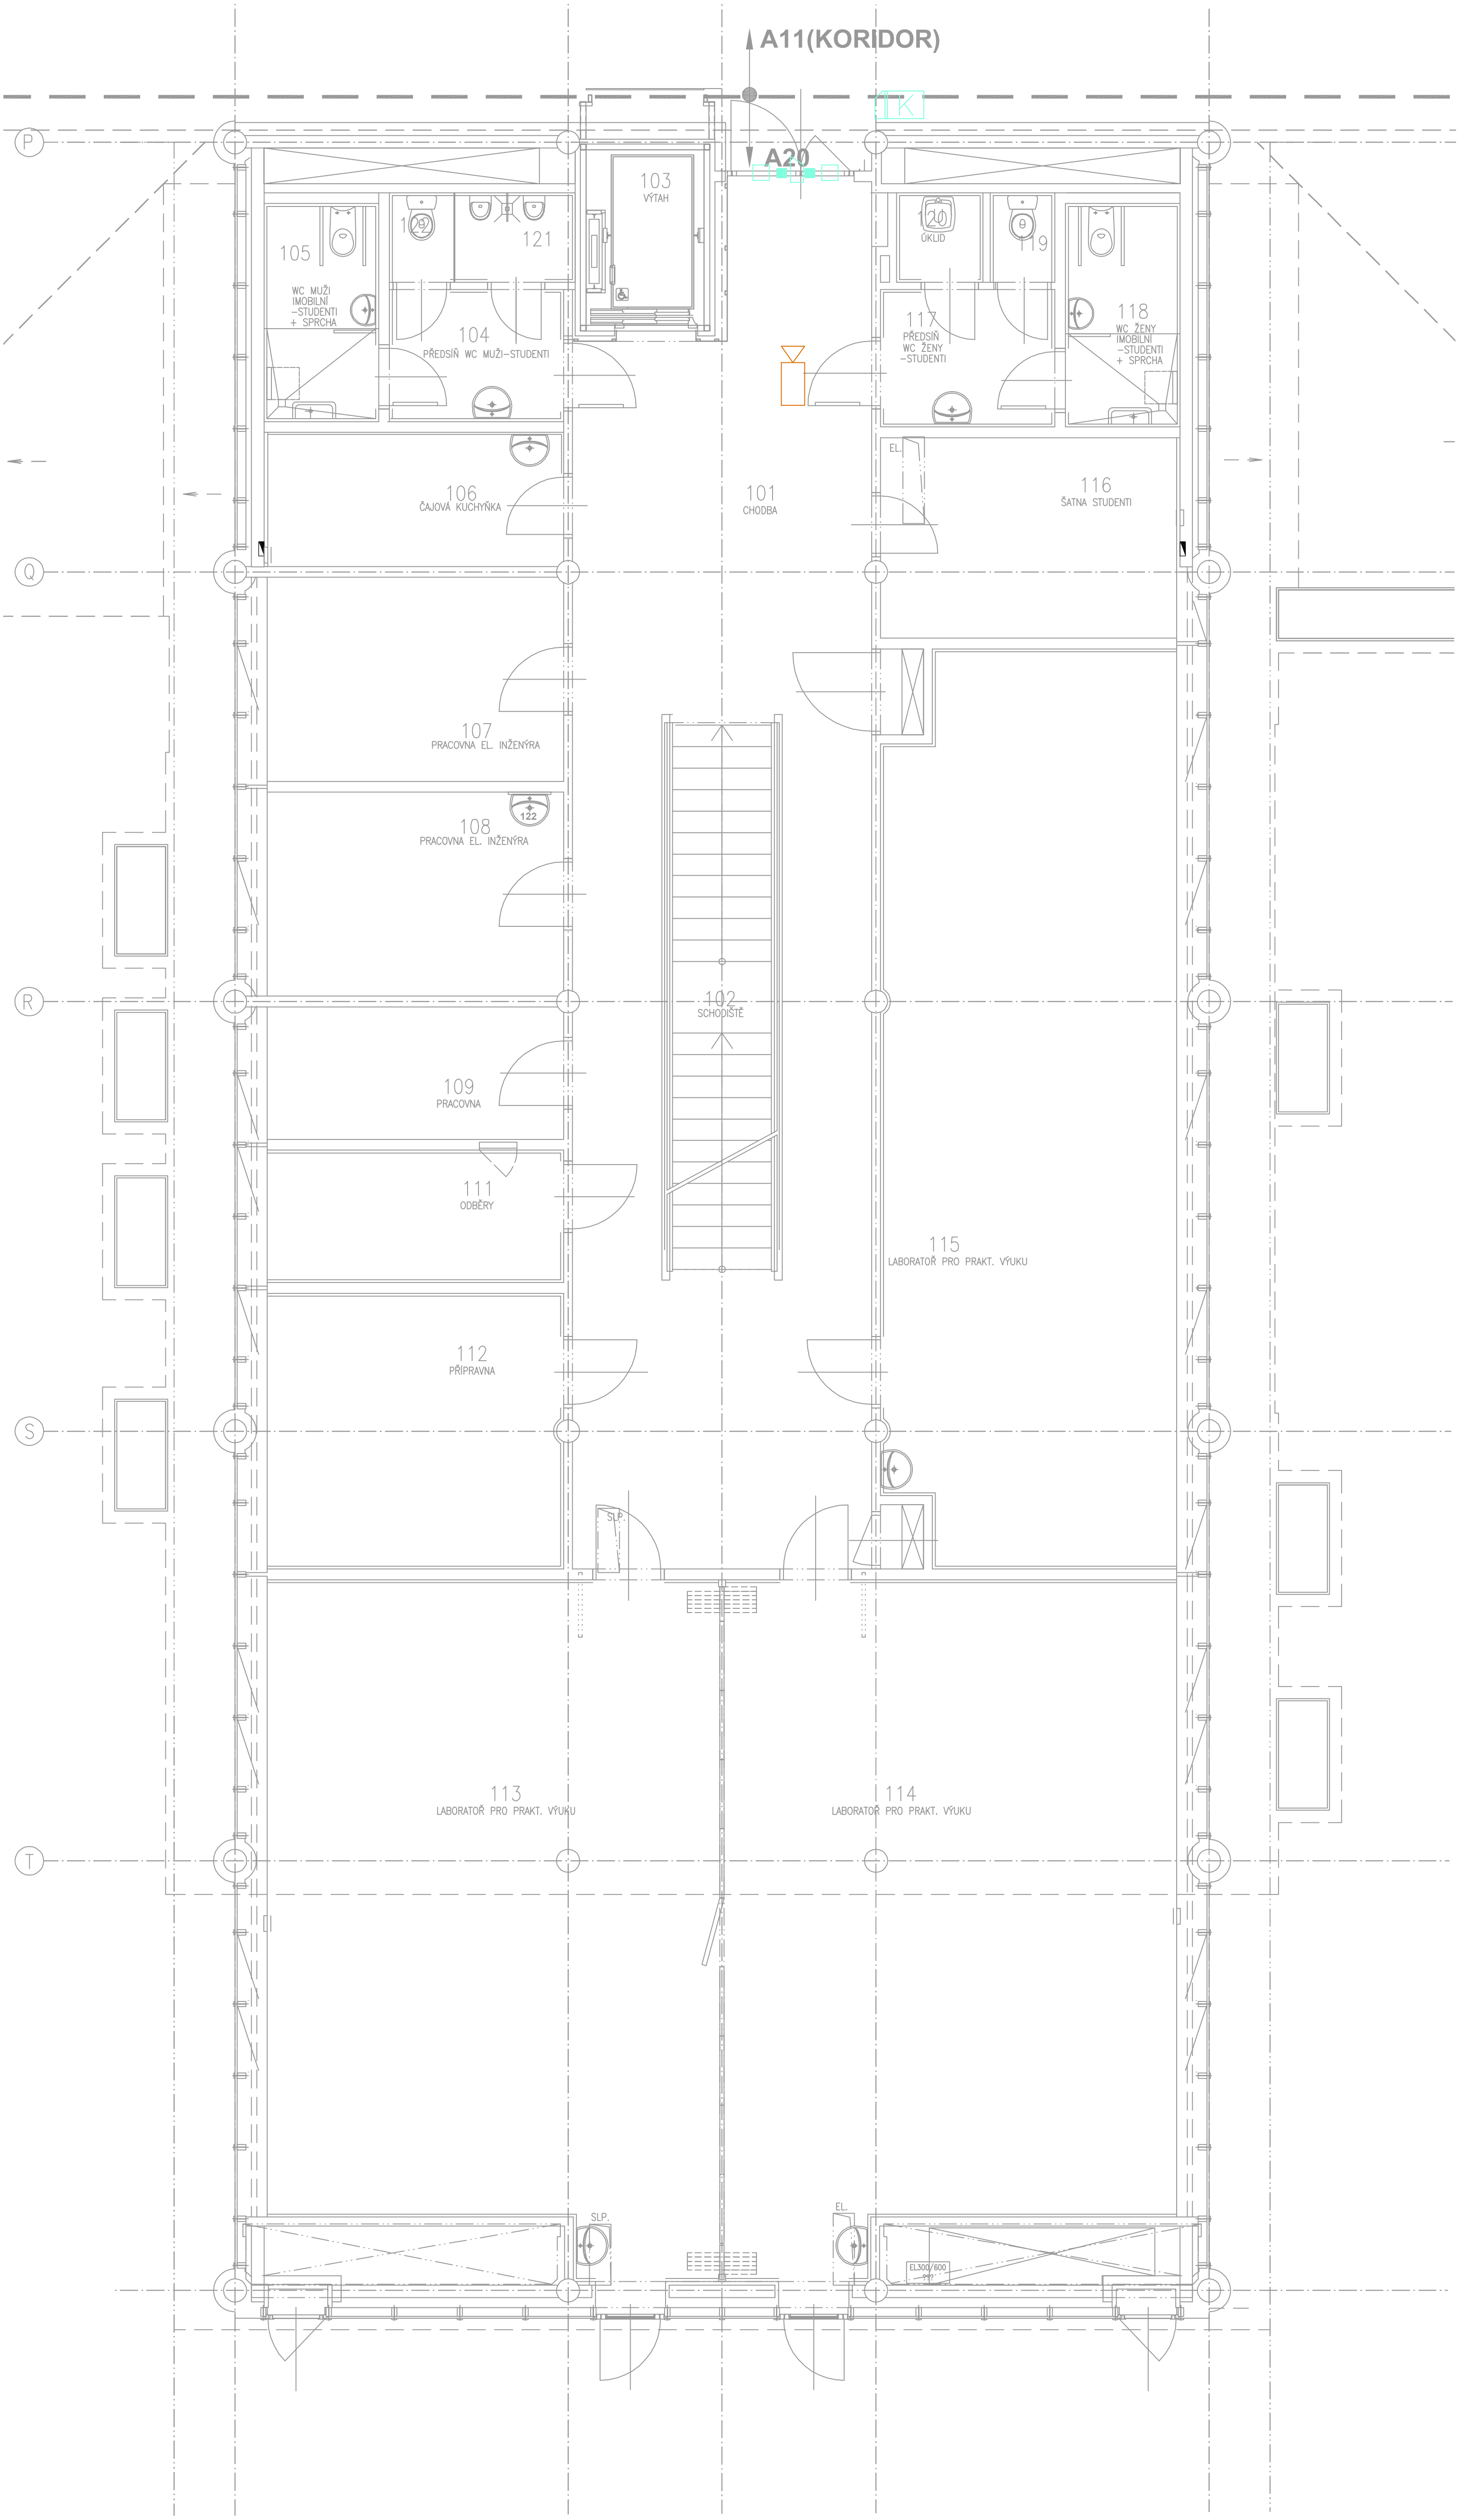 A11(KORIDOR)
K
P
A20
103
VÝTAH
122
121
120
ÚKLID
119
105
WC MUŽI
IMOBILNÍ
-STUDENTI
+ SPRCHA
104
PŘEDSÍŇ WC MUŽI-STUDENTI
117
PŘEDSÍŇ
WC ŽENY
-STUDENTI
118
WC ŽENY
IMOBILNÍ
-STUDENTI
+ SPRCHA
EL.
106
ČAJOVÁ KUCHYŇKA
101
CHODBA
116
ŠATNA STUDENTI
Q
107
PRACOVNA EL. INŽENÝRA
122
108
PRACOVNA EL. INŽENÝRA
R
102
SCHODIŠTĚ
109
PRACOVNA
111
ODBĚRY
115
LABORATOŘ PRO PRAKT. VÝUKU
112
PŘÍPRAVNA
S
SLP.
113
LABORATOŘ PRO PRAKT. VÝUKU
114
LABORATOŘ PRO PRAKT. VÝUKU
T
SLP.
EL.
EL300/600
???